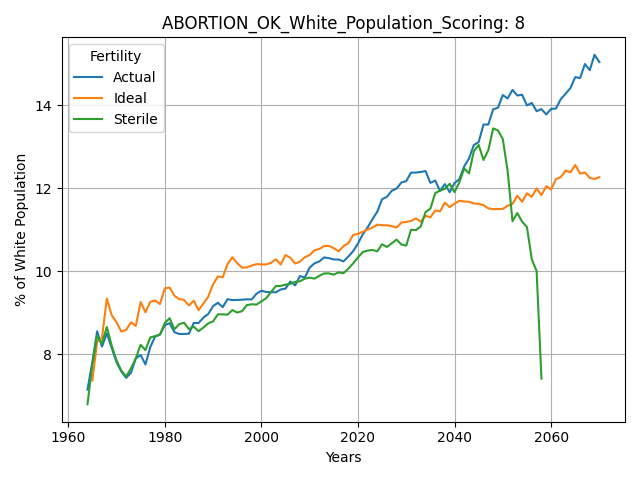 ABORTION_OK_White_Population_Scoring: 8
Fertility
Actual
Ideal
Sterile
% of White Population
14
12
10
8
1960
1980
2000
2020
2040
2060
Years